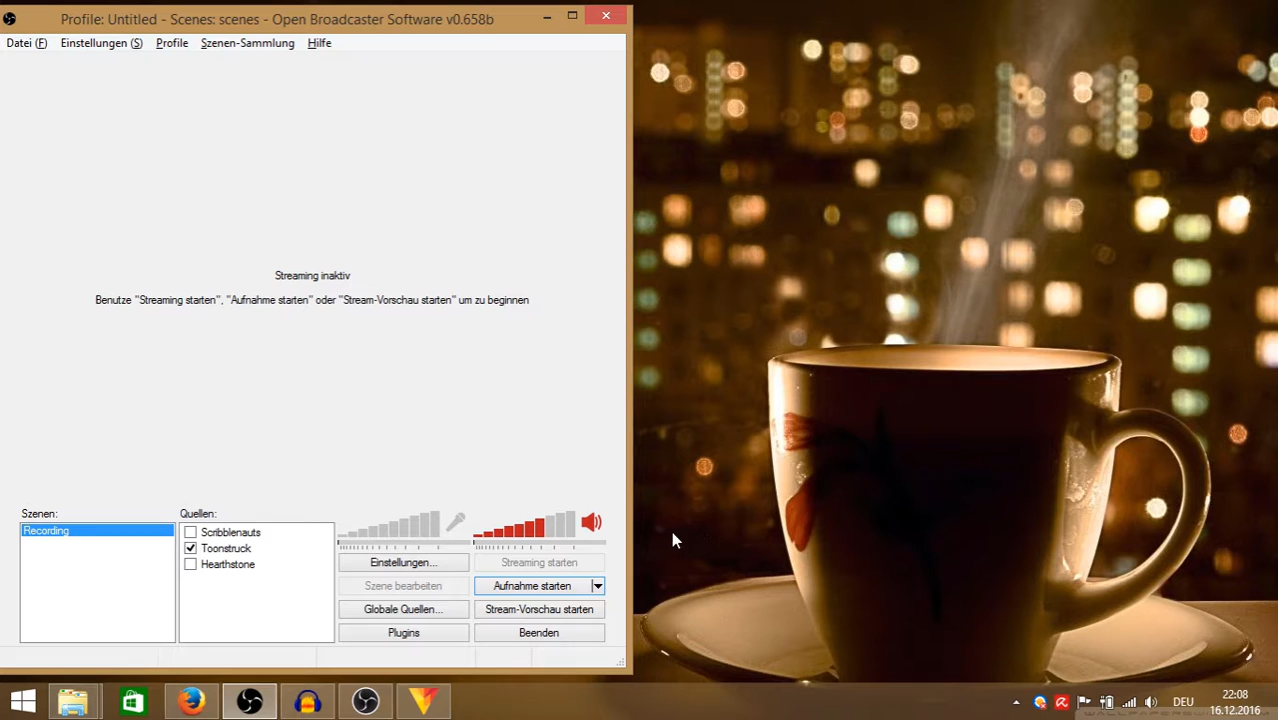 Profile: Untitled - Scenes: scenes - Open Broadcaster Software v0.658b
Datei (F) Einstellungen (S) Profile Szenen-Sammlung Hilfe
Streaming inaktiv
Benutze "Streaming starten", "Aufnahme starten" oder "Stream-Vorschau starten" um zu beginnen
Szenen:
Recording
Quellen:
Scribblenauts
Toonstruck
Hearthstone
Einstellungen...
Streaming starten
Szene bearbeiten
Aufnahme starten
Globale Quellen...
Stream-Vorschau starten
Plugins
Beenden
DEU
22:08
16.12.2016